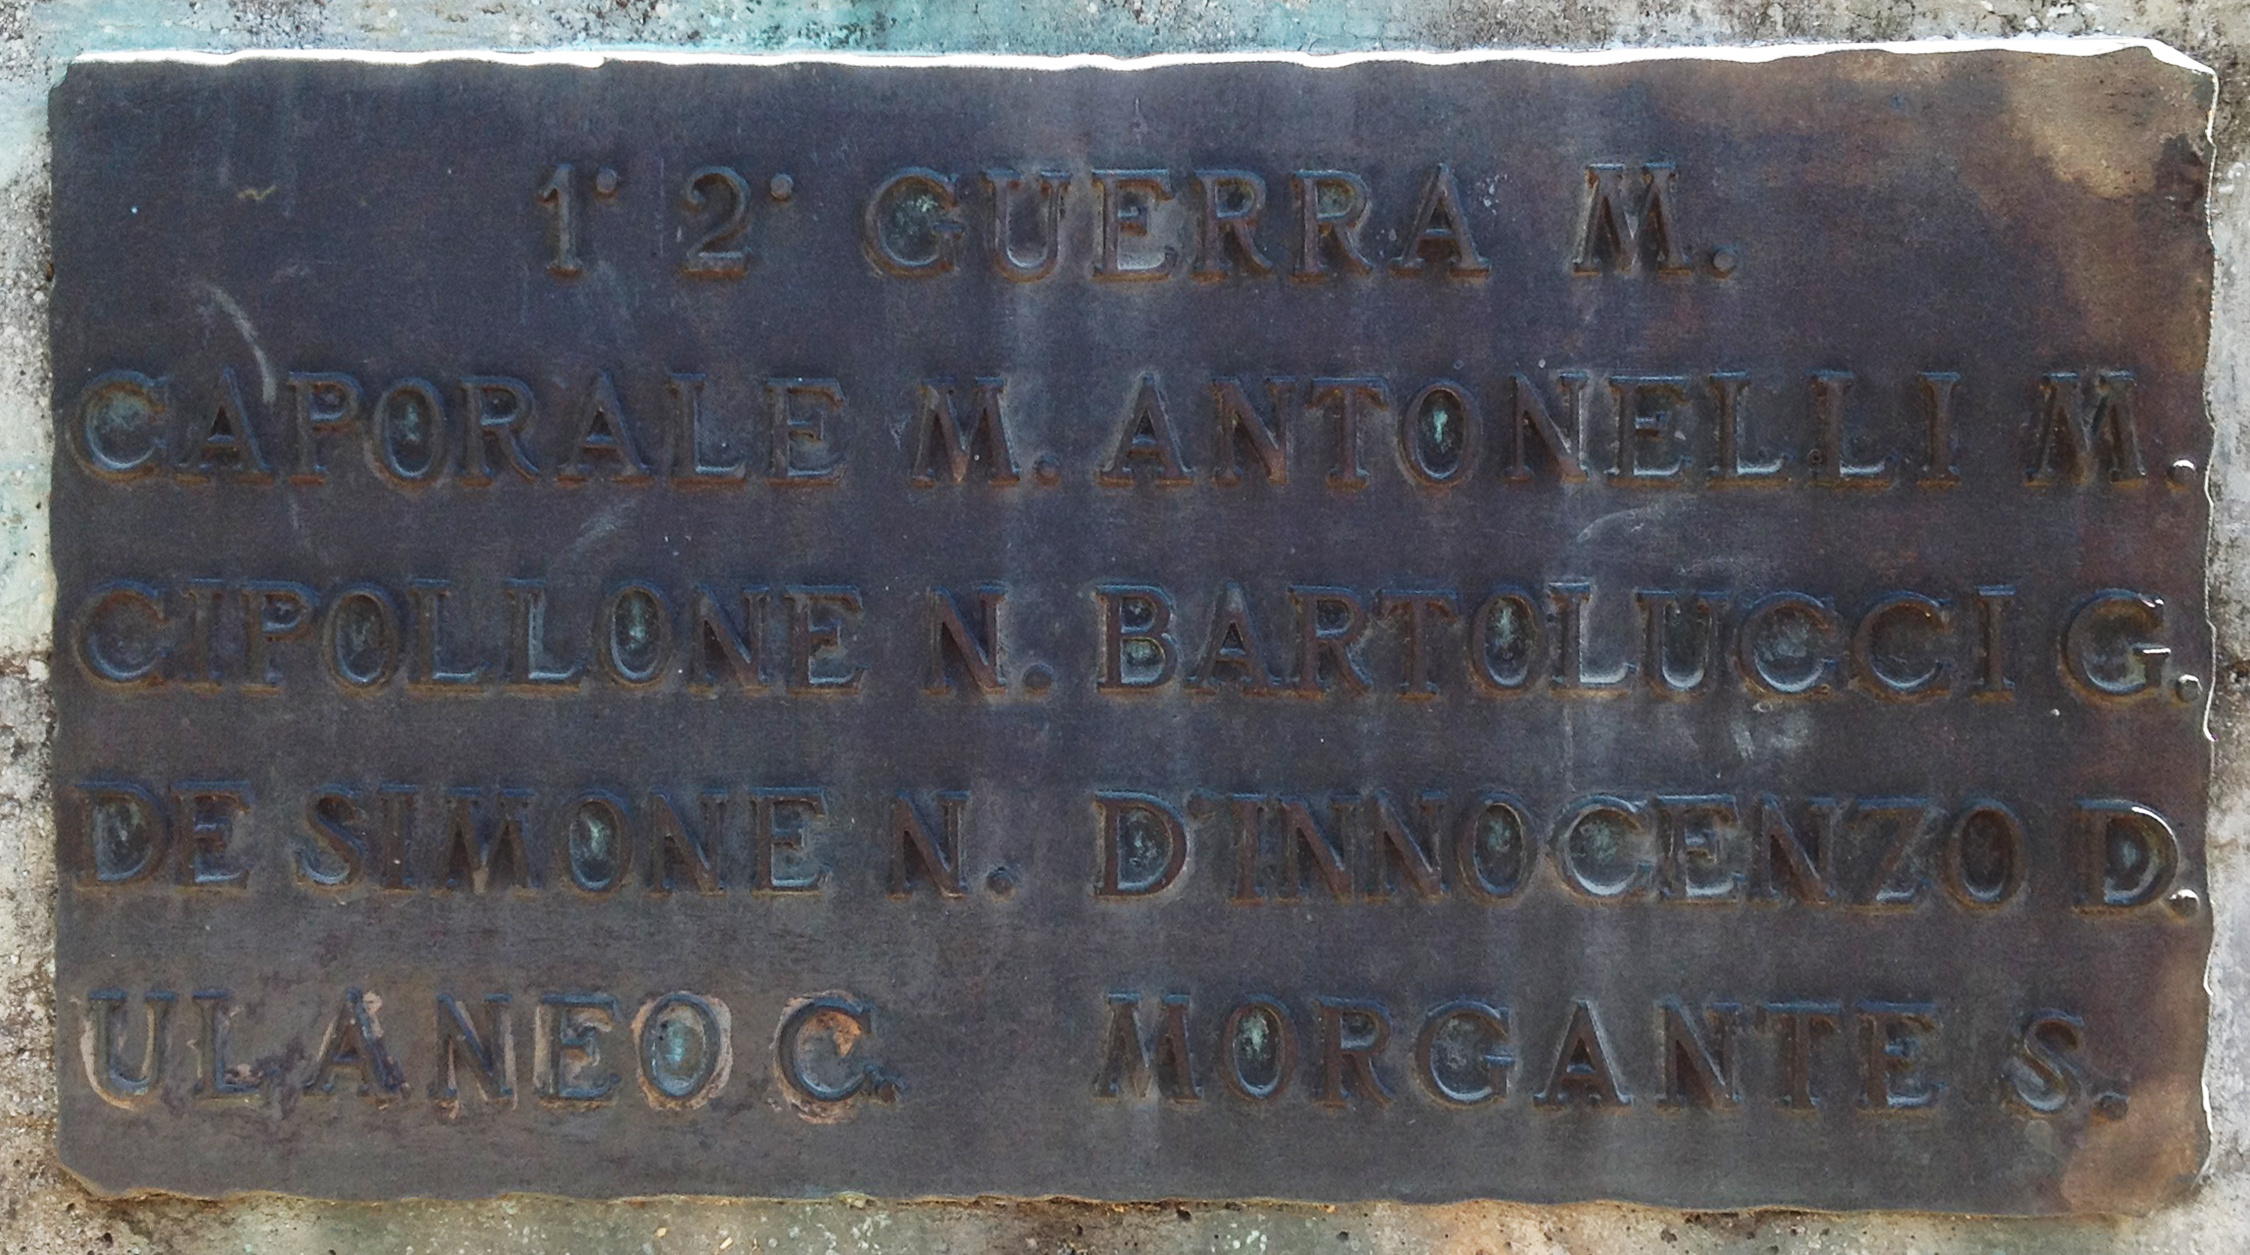 1° 2° GUERRA M.
CAPORALE M. ANTONELLI M.
CIPOLLONE N. BARTOLUCCI G.
DE SIMONE N. D'INNOCENZO D.
ULANEO C. MORGANTE S.